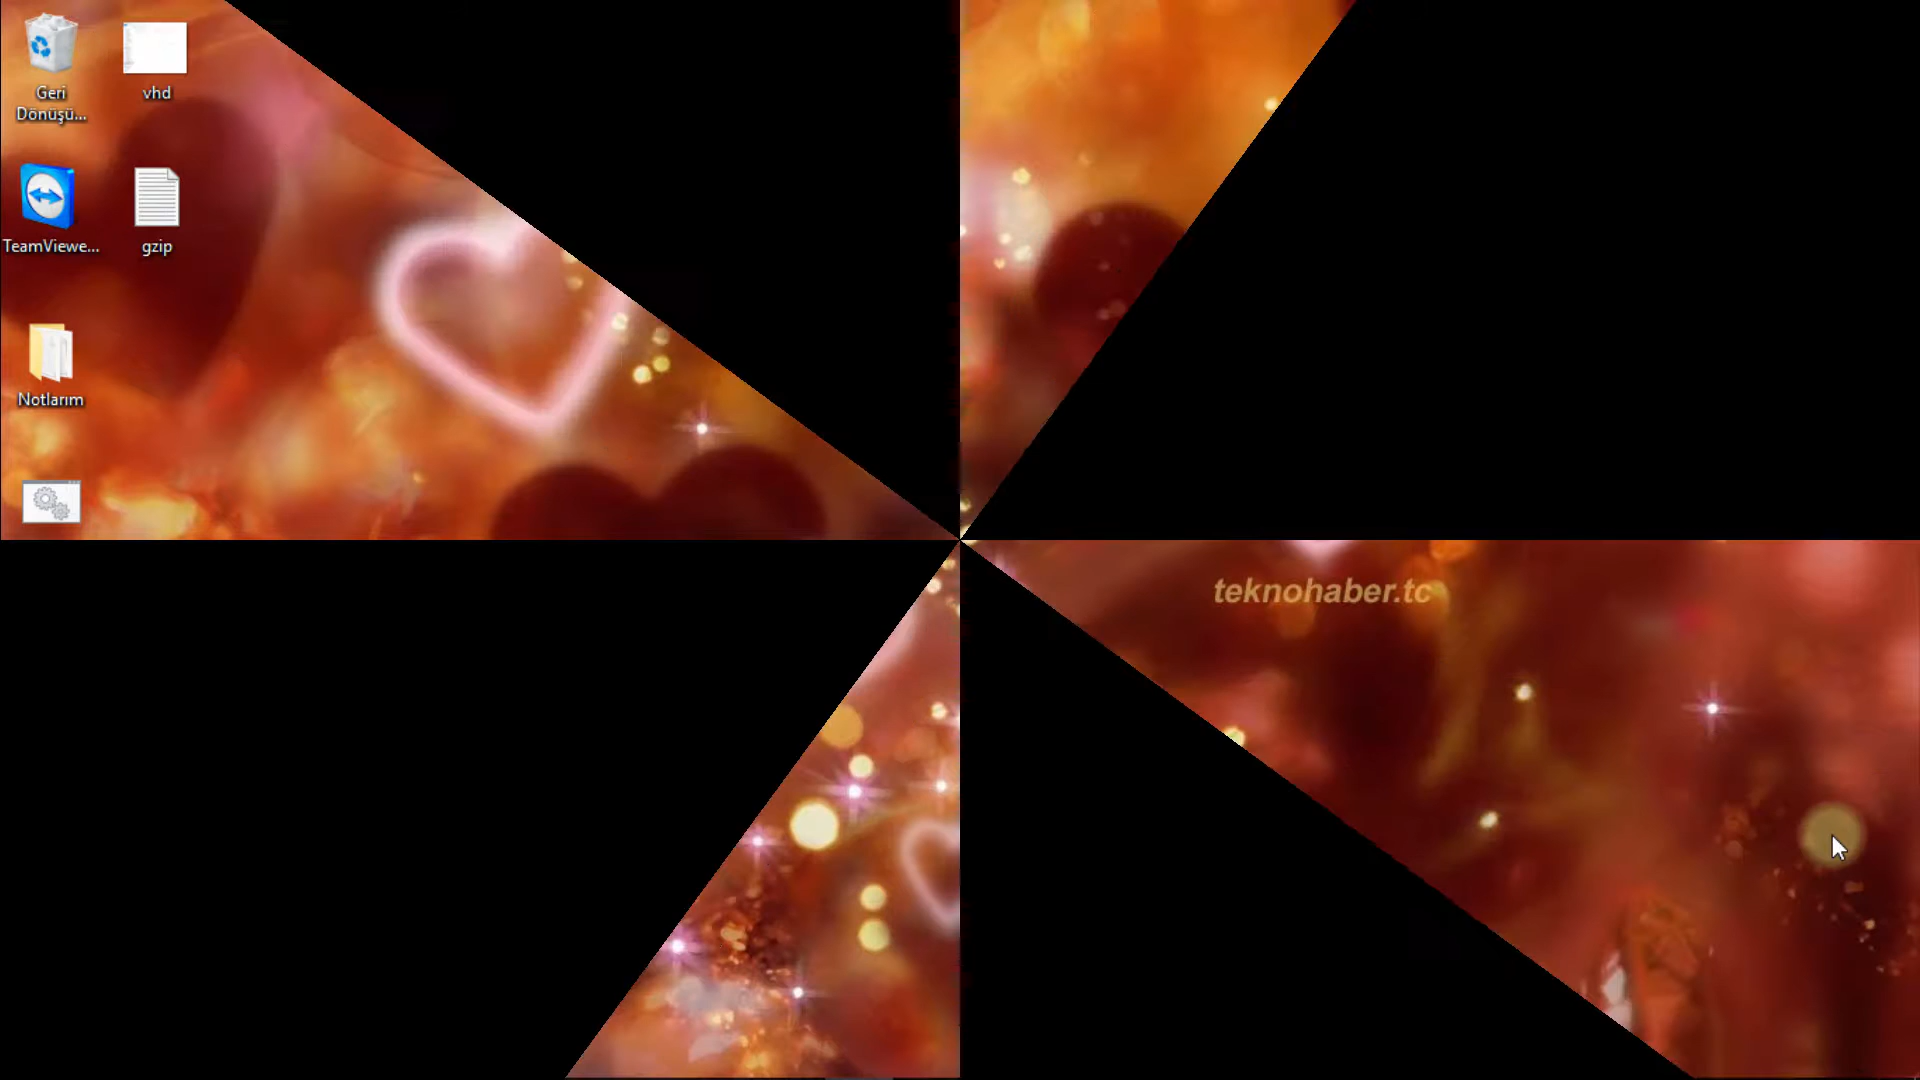 Geri
Dönüşü...
vhd
TeamViewe...
gzip
Notlarım
teknohaber.tc